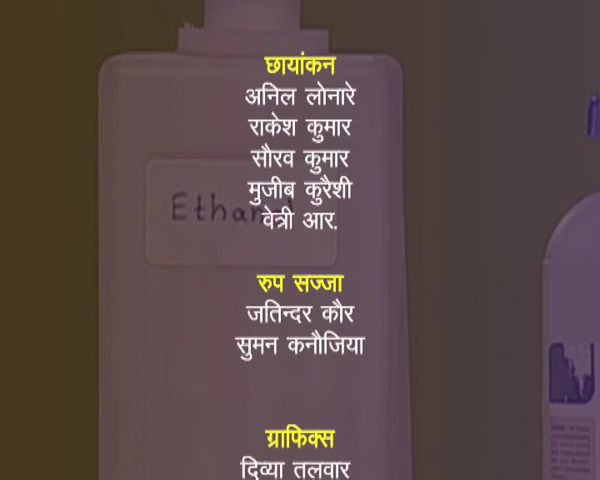 छायांकन
अनिल लोनारे
राकेश कुमार
सौरव कुमार
मुजीब कुरैशी
वेत्री आर.
रुप सज्जा
जतिन्दर कौर
सुमन कनौजिया
ग्राफिक्स
दिव्या तलवार